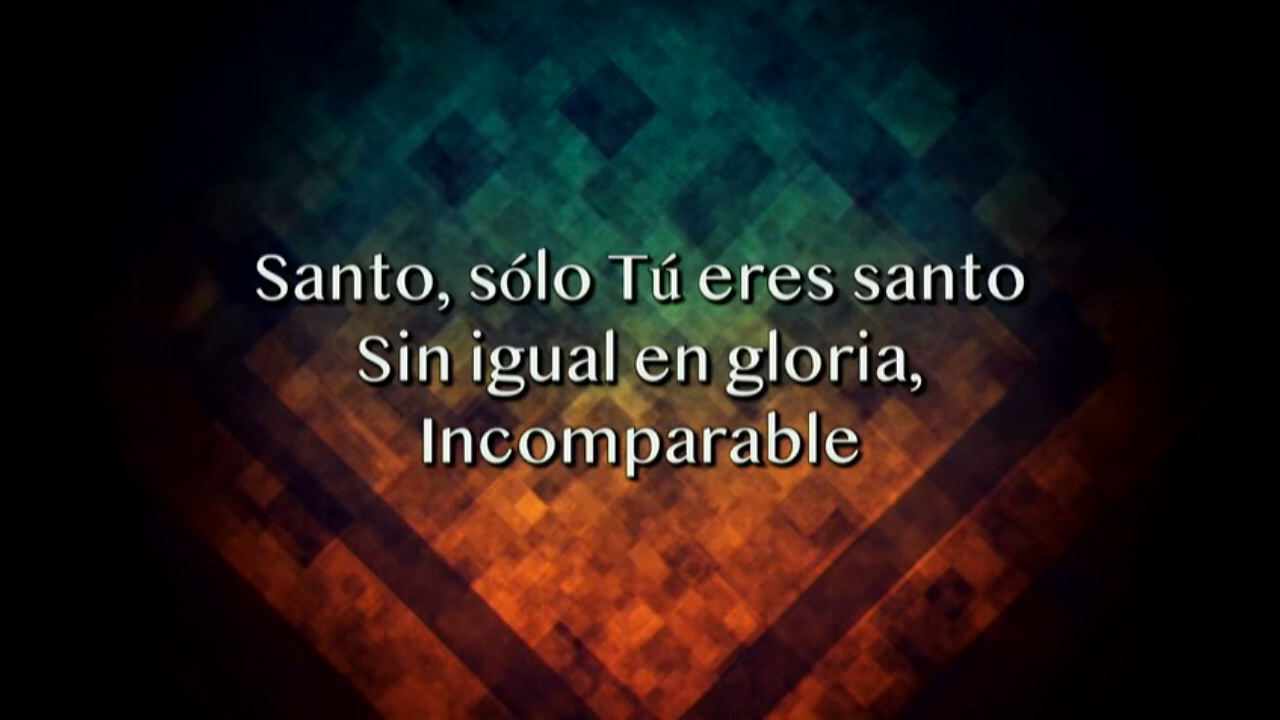 Santo, sólo Tú eres santo
Sin igual en gloria,
Incomparable